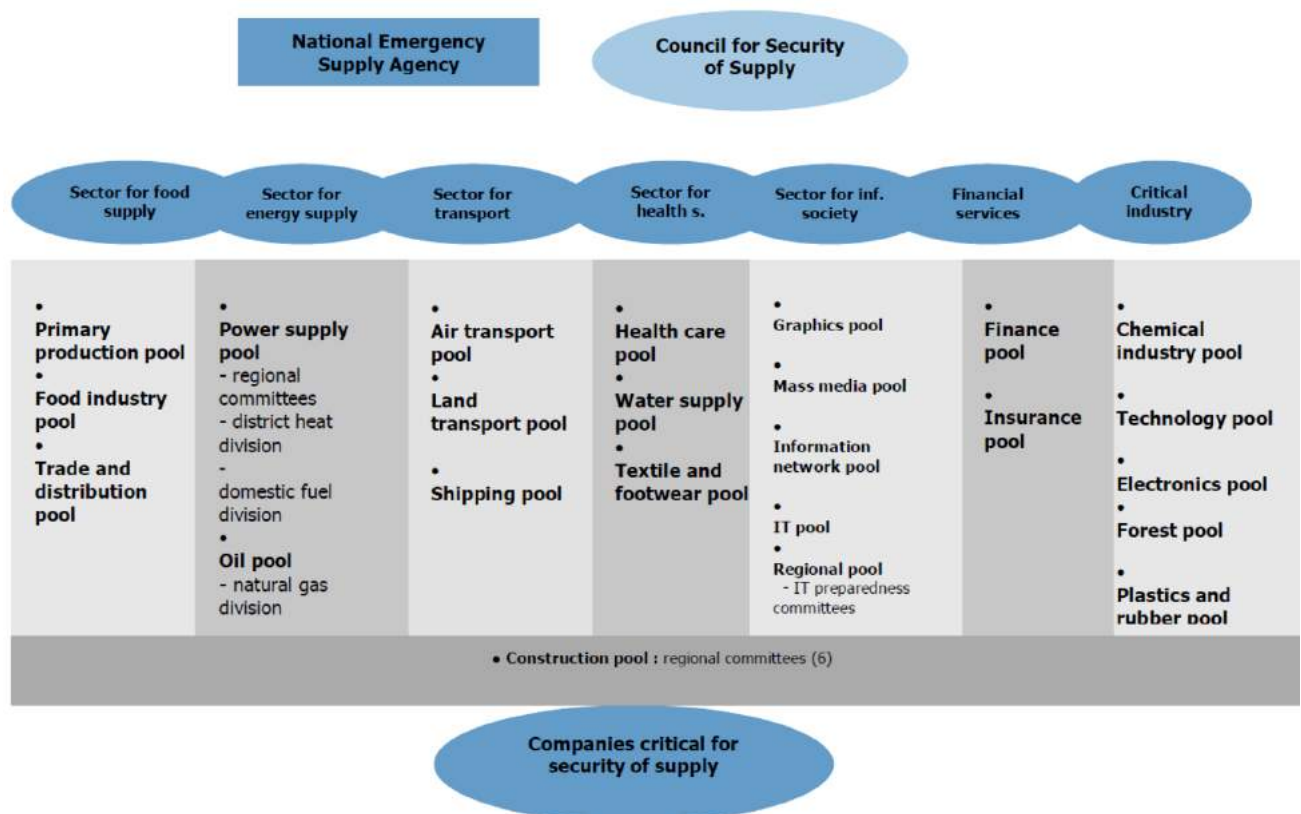 National Emergency
Supply Agency
Council for Security
of Supply
Sector for food
supply
Sector for
energy supply
Sector for
transport
Sector for
health s.
Sector for inf.
society
Financial
services
Critical
industry
•
Primary
production pool
•
Food industry
pool
•
Trade and
distribution
pool
•
Power supply
pool
- regional
committees
- district heat
division
-
domestic fuel
division
•
Oil pool
- natural gas
division
•
Air transport
pool
•
Land
transport pool
•
Shipping pool
•
Health care
pool
•
Water supply
pool
•
Textile and
footwear pool
•
Graphics pool
•
Mass media pool
•
Information
network pool
•
IT pool
•
Regional pool
- IT preparedness
committees
•
Finance
pool
•
Insurance
pool
•
Chemical
industry pool
•
Technology pool
•
Electronics pool
•
Forest pool
•
Plastics and
rubber pool
• Construction pool : regional committees (6)
Companies critical for
security of supply